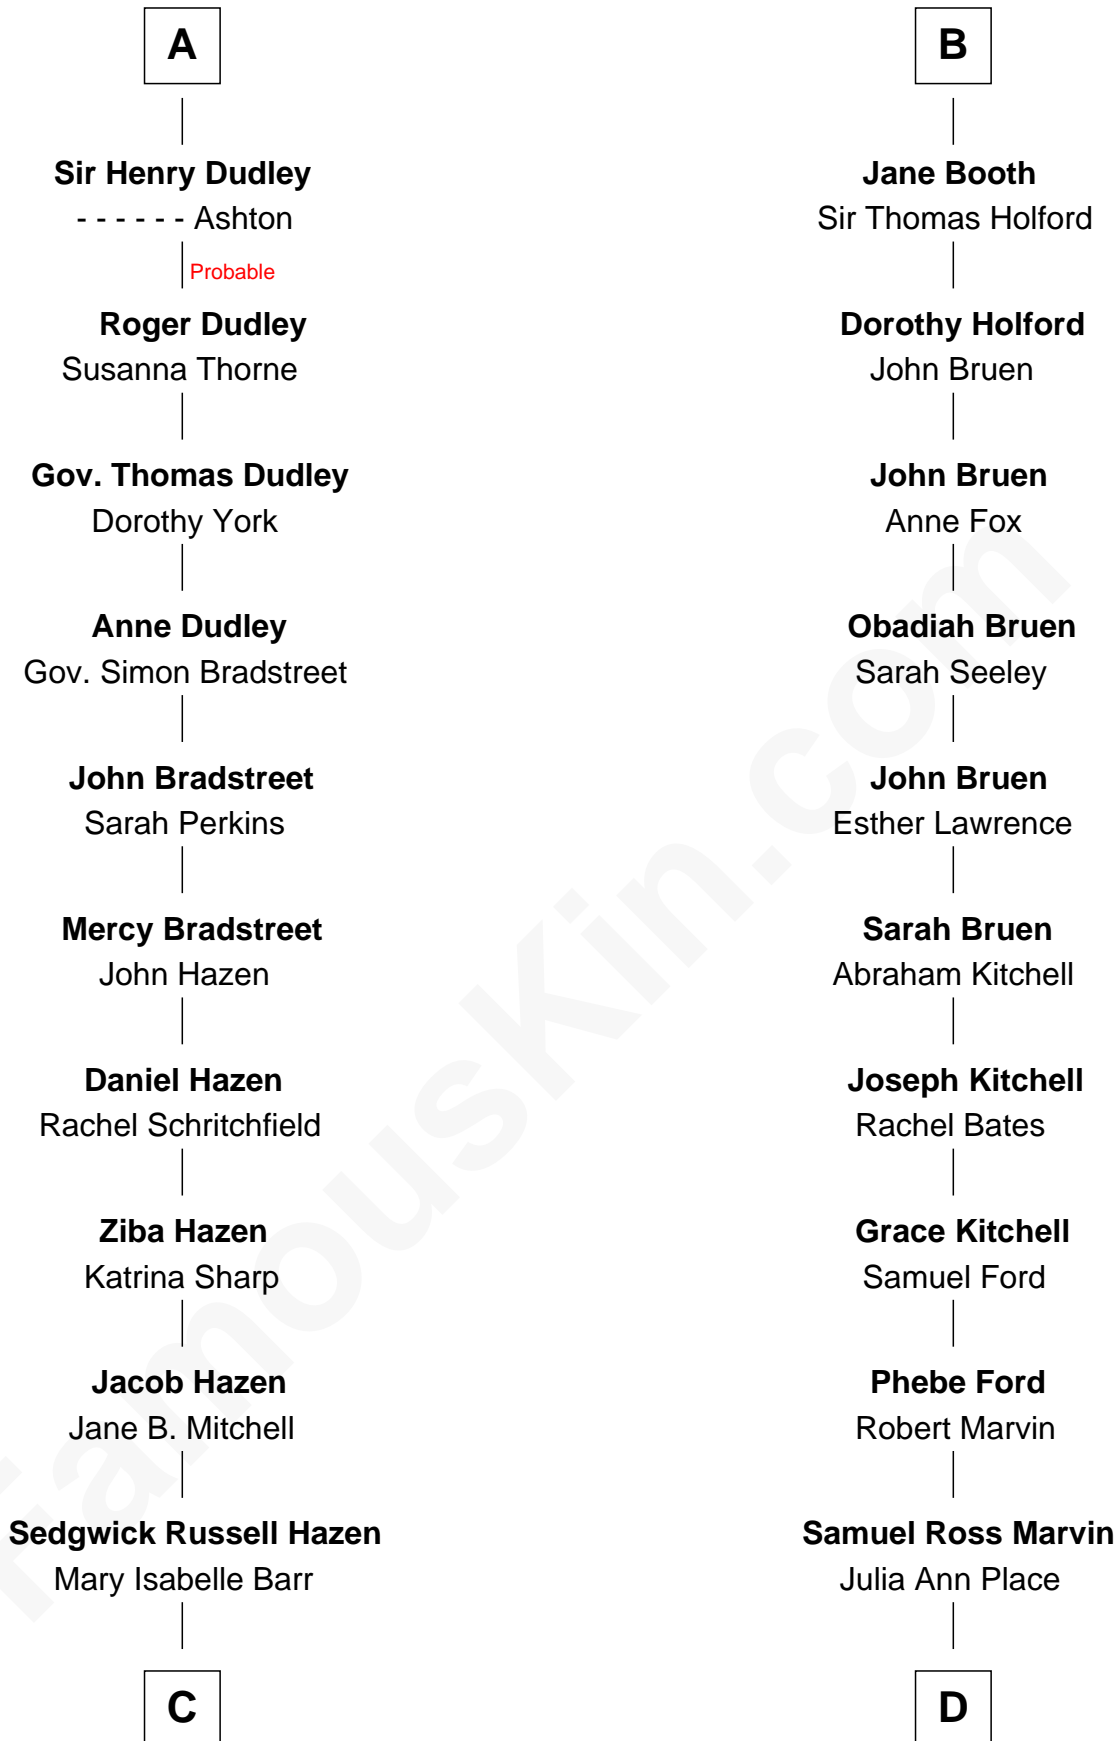 A
Sir Henry Dudley
- - - - - - Ashton
Probable
Roger Dudley
Susanna Thorne
Gov. Thomas Dudley
Dorothy York
Anne Dudley
Gov. Simon Bradstreet
John Bradstreet
Sarah Perkins
Mercy Bradstreet
John Hazen
Daniel Hazen
Rachel Schritchfield
Ziba Hazen
Katrina Sharp
Jacob Hazen
Jane B. Mitchell
Sedgwick Russell Hazen
Mary Isabelle Barr
C
B
Jane Booth
Sir Thomas Holford
Dorothy Holford
John Bruen
John Bruen
Anne Fox
Obadiah Bruen
Sarah Seeley
John Bruen
Esther Lawrence
Sarah Bruen
Abraham Kitchell
Joseph Kitchell
Rachel Bates
Grace Kitchell
Samuel Ford
Phebe Ford
Robert Marvin
Samuel Ross Marvin
Julia Ann Place
D
FamousKin.com